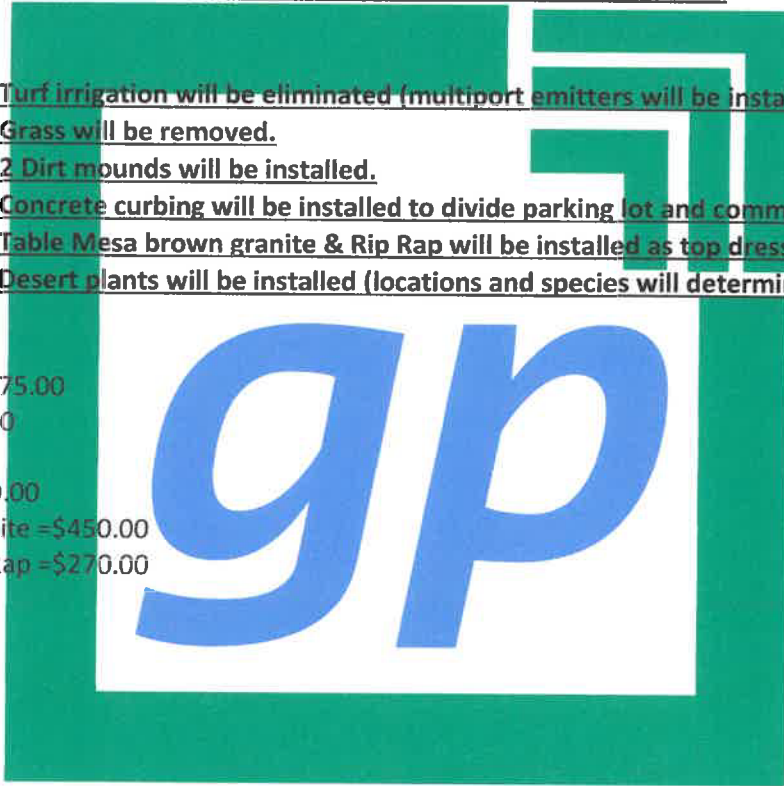 Turf irrigation will be eliminated (multiport emitters will be insta
Grass will be removed.
2 Dirt mounds will be installed.
Concrete curbing will be installed to divide parking lot and comm
Table Mesa brown granite & Rip Rap will be installed as top dres
Desert plants will be installed (locations and species will determi
75.00
0
0.00
ite =$450.00
ap =$270.00
gp